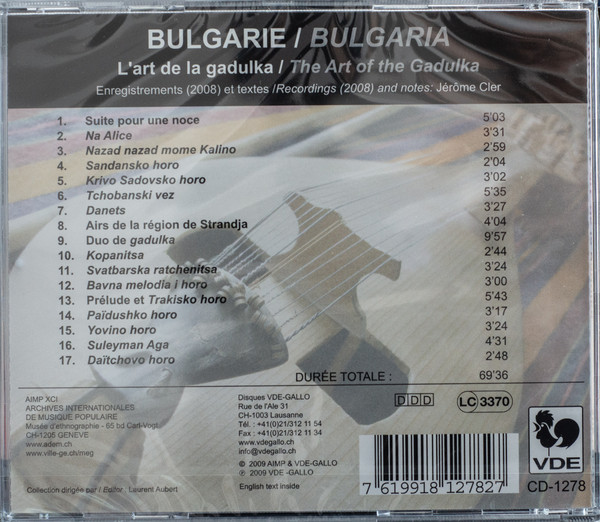 BULGARIE / BULGARIA
L'art de la gadulka / The Art of the Gadulka
Enregistrements (2008) et textes /Recordings (2008) and notes: Jérôme Cler
1. Suite pour une noce 5'03
2. Na Alice 3'31
3. Nazad nazad mome Kalino 2'59
4. Sandansko horo 2'04
5. Krivo Sadovsko horo 3'02
6. Tchobanski vez 5'35
7. Danets 3'27
8. Airs de la région de Strandja 4'04
9. Duo de gadulka 9'57
10. Kopanitsa 2'44
11. Svatbarska ratchenitsa 3'24
12. Bavna melodia i horo 3'00
13. Prélude et Trakisko horo 5'43
14. Païdushko horo 3'17
15. Yovino horo 3'24
16. Suleyman Aga 4'31
17. Daïtchovo horo 2'48
DURÉE TOTALE : 69'36
AIMP XCI
ARCHIVES INTERNATIONALES
DE MUSIQUE POPULAIRE
Musée d'ethnographie - 65 bd Carl-Vogt
CH-1205 GENEVE
www.adem.ch
www.ville-ge.ch/meg
Collection dirigée par / Editor : Laurent Aubert
Disques VDE-GALLO
Rue de l'Ale 31
CH-1003 Lausanne
Tél. : +41(0)21/312 11 54
Fax : +41(0)21/312 11 34
www.vdegallo.ch
info@vdegallo.ch
© 2009 AIMP & VDE-GALLO
℗ 2009 VDE -GALLO
English text inside
DDD
LC 3370
7 619918 127827
VDE
CD-1278